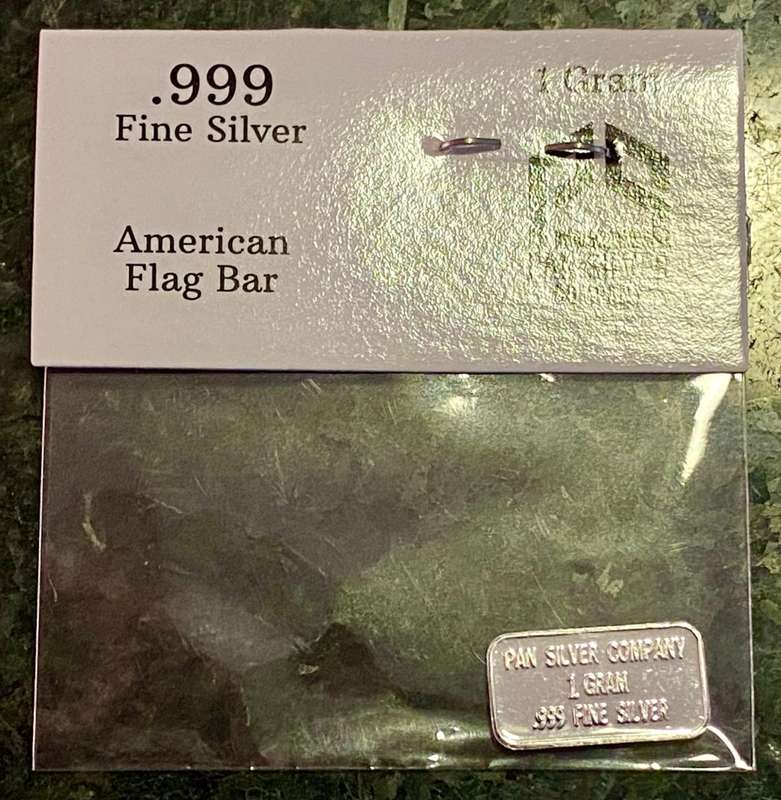 .999
Fine Silver
1 Gram
American
Flag Bar
PAN SILVER COMPANY
1 GRAM
.999 FINE SILVER